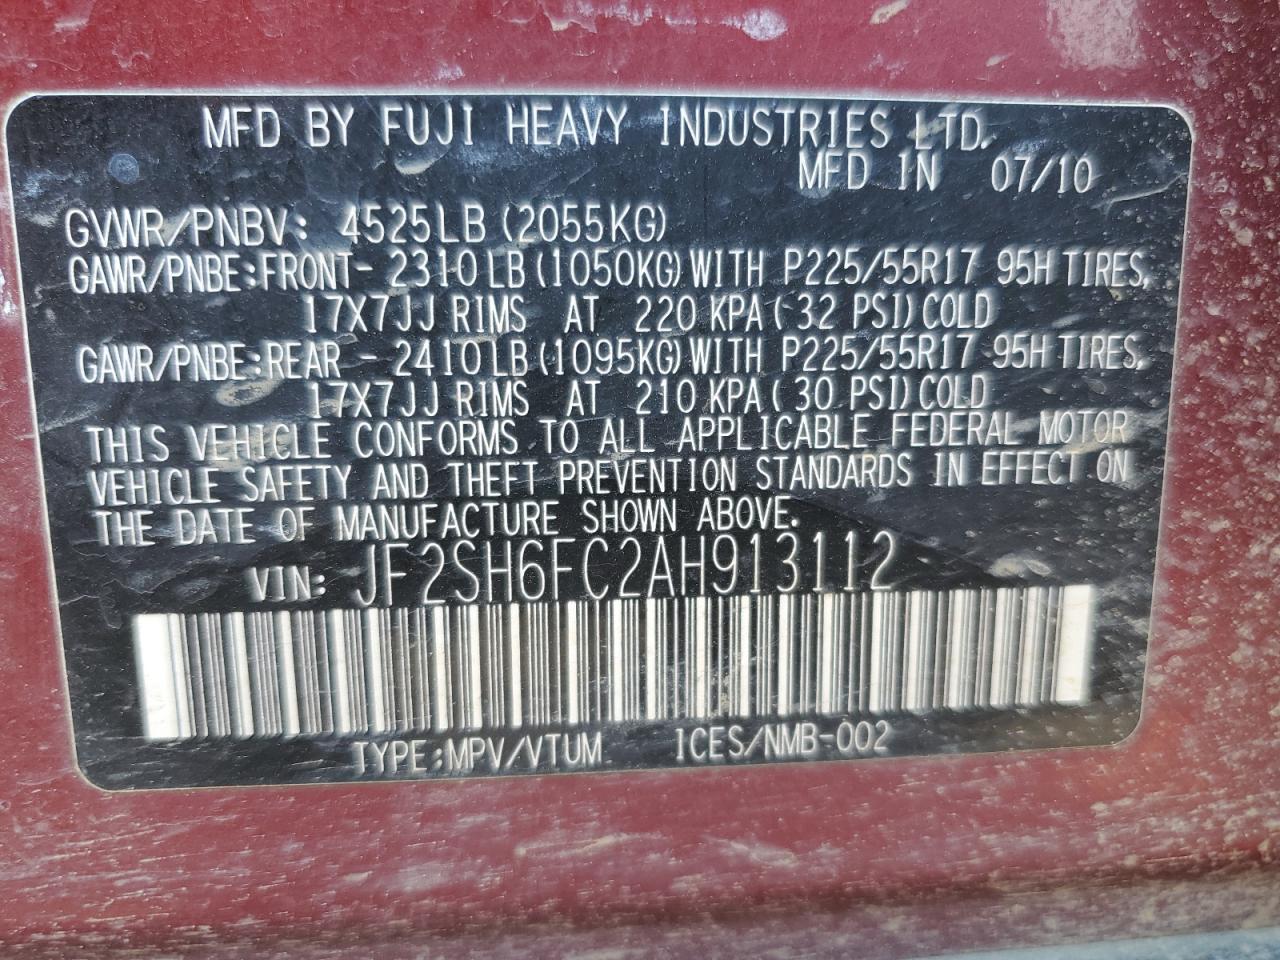 MFD BY FUJI HEAVY INDUSTRIES LTD.
MFD IN 07/10
GVWR/PNBV: 4525LB (2055KG)
GAWR/PNBE:FRONT- 2310LB (1050KG) WITH P225/55R17 95H TIRES,
17X7JJ RIMS AT 220 KPA ( 32 PSI) COLD
GAWR/PNBE:REAR - 2410LB (1095KG) WITH P225/55R17 95H TIRES,
17X7JJ RIMS AT 210 KPA ( 30 PSI) COLD
THIS VEHICLE CONFORMS TO ALL APPLICABLE FEDERAL MOTOR
VEHICLE SAFETY AND THEFT PREVENTION STANDARDS IN EFFECT ON
THE DATE OF MANUFACTURE SHOWN ABOVE.
VIN: JF2SH6FC2AH913112
TYPE:MPV/VTUM ICES/NMB-002